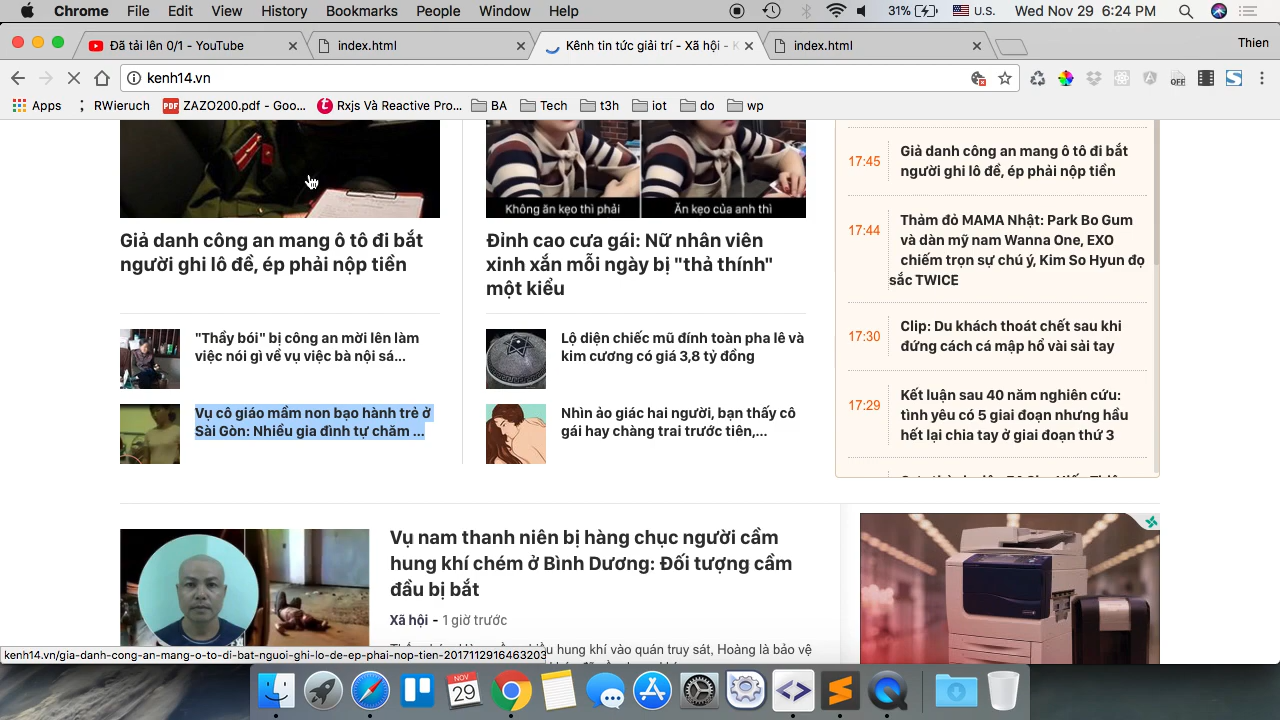 Chrome File Edit View History Bookmarks People Window Help 31% U.S. Wed Nov 29 6:24 PM
Đã tải lên 0/1 - YouTube index.html Kênh tin tức giải trí - Xã hội - K index.html Thien
kenh14.vn OFF
Apps RWieruch ZAZO200.pdf - Goo... Rxjs Và Reactive Pro... BA Tech t3h iot do wp
Không ăn kẹo thì phải Ăn kẹo của anh thì
Giả danh công an mang ô tô đi bắt
người ghi lô đề, ép phải nộp tiền
"Thầy bói" bị công an mời lên làm
việc nói gì về vụ việc bà nội sá...
Vụ cô giáo mầm non bạo hành trẻ ở
Sài Gòn: Nhiều gia đình tự chăm ...
Đỉnh cao cưa gái: Nữ nhân viên
xinh xắn mỗi ngày bị "thả thính"
một kiểu
Lộ diện chiếc mũ đính toàn pha lê và
kim cương có giá 3,8 tỷ đồng
Nhìn ảo giác hai người, bạn thấy cô
gái hay chàng trai trước tiên,...
17:45 Giả danh công an mang ô tô đi bắt
người ghi lô đề, ép phải nộp tiền
17:44 Thảm đỏ MAMA Nhật: Park Bo Gum
và dàn mỹ nam Wanna One, EXO
chiếm trọn sự chú ý, Kim So Hyun đọ
sắc TWICE
17:30 Clip: Du khách thoát chết sau khi
đứng cách cá mập hổ vài sải tay
17:29 Kết luận sau 40 năm nghiên cứu:
tình yêu có 5 giai đoạn nhưng hầu
hết lại chia tay ở giai đoạn thứ 3
Vụ nam thanh niên bị hàng chục người cầm
hung khí chém ở Bình Dương: Đối tượng cầm
đầu bị bắt
Xã hội - 1 giờ trước
hiều hung khí vào quán truy sát, Hoàng là bảo vệ
kenh14.vn/gia-danh-cong-an-mang-o-to-di-bat-nguoi-ghi-lo-de-ep-phai-nop-tien-2017112916463203
NOV
29